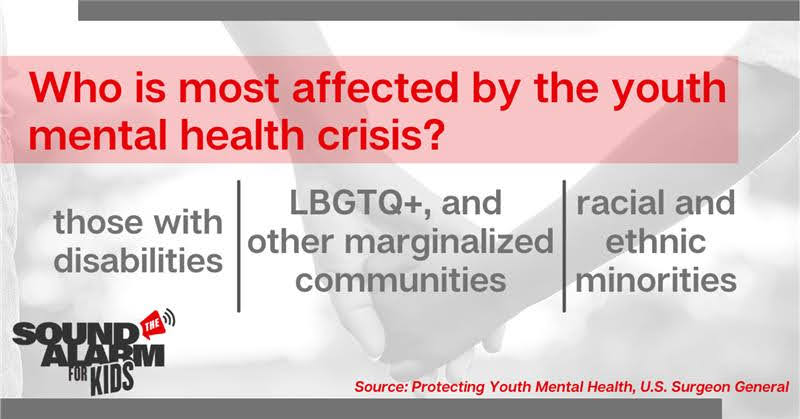 Who is most affected by the youth
mental health crisis?
those with
disabilities
LBGTQ+, and
other marginalized
communities
racial and
ethnic
minorities
SOUND THE
ALARM
FOR KIDS
Source: Protecting Youth Mental Health, U.S. Surgeon General